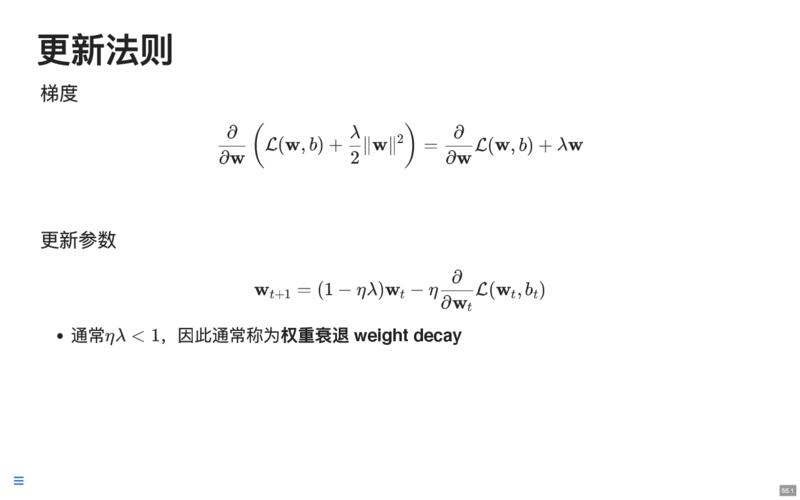 更新法则
梯度
$$\frac{\partial}{\partial \mathbf{w}} \left( \mathcal{L}(\mathbf{w}, b) + \frac{\lambda}{2} \|\mathbf{w}\|^2 \right) = \frac{\partial}{\partial \mathbf{w}} \mathcal{L}(\mathbf{w}, b) + \lambda \mathbf{w}$$
更新参数
$$\mathbf{w}_{t+1} = (1 - \eta\lambda)\mathbf{w}_t - \eta \frac{\partial}{\partial \mathbf{w}_t} \mathcal{L}(\mathbf{w}_t, b_t)$$
• 通常$\eta\lambda < 1$，因此通常称为权重衰退 weight decay